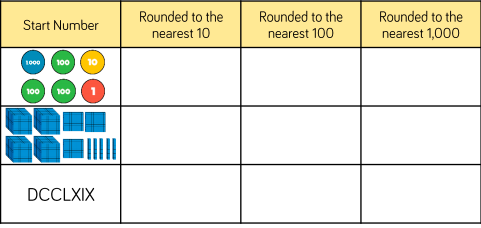 Start Number
Rounded to the
nearest 10
Rounded to the
nearest 100
Rounded to the
nearest 1,000
1,000 100 10
100 100 1
DCCLXIX